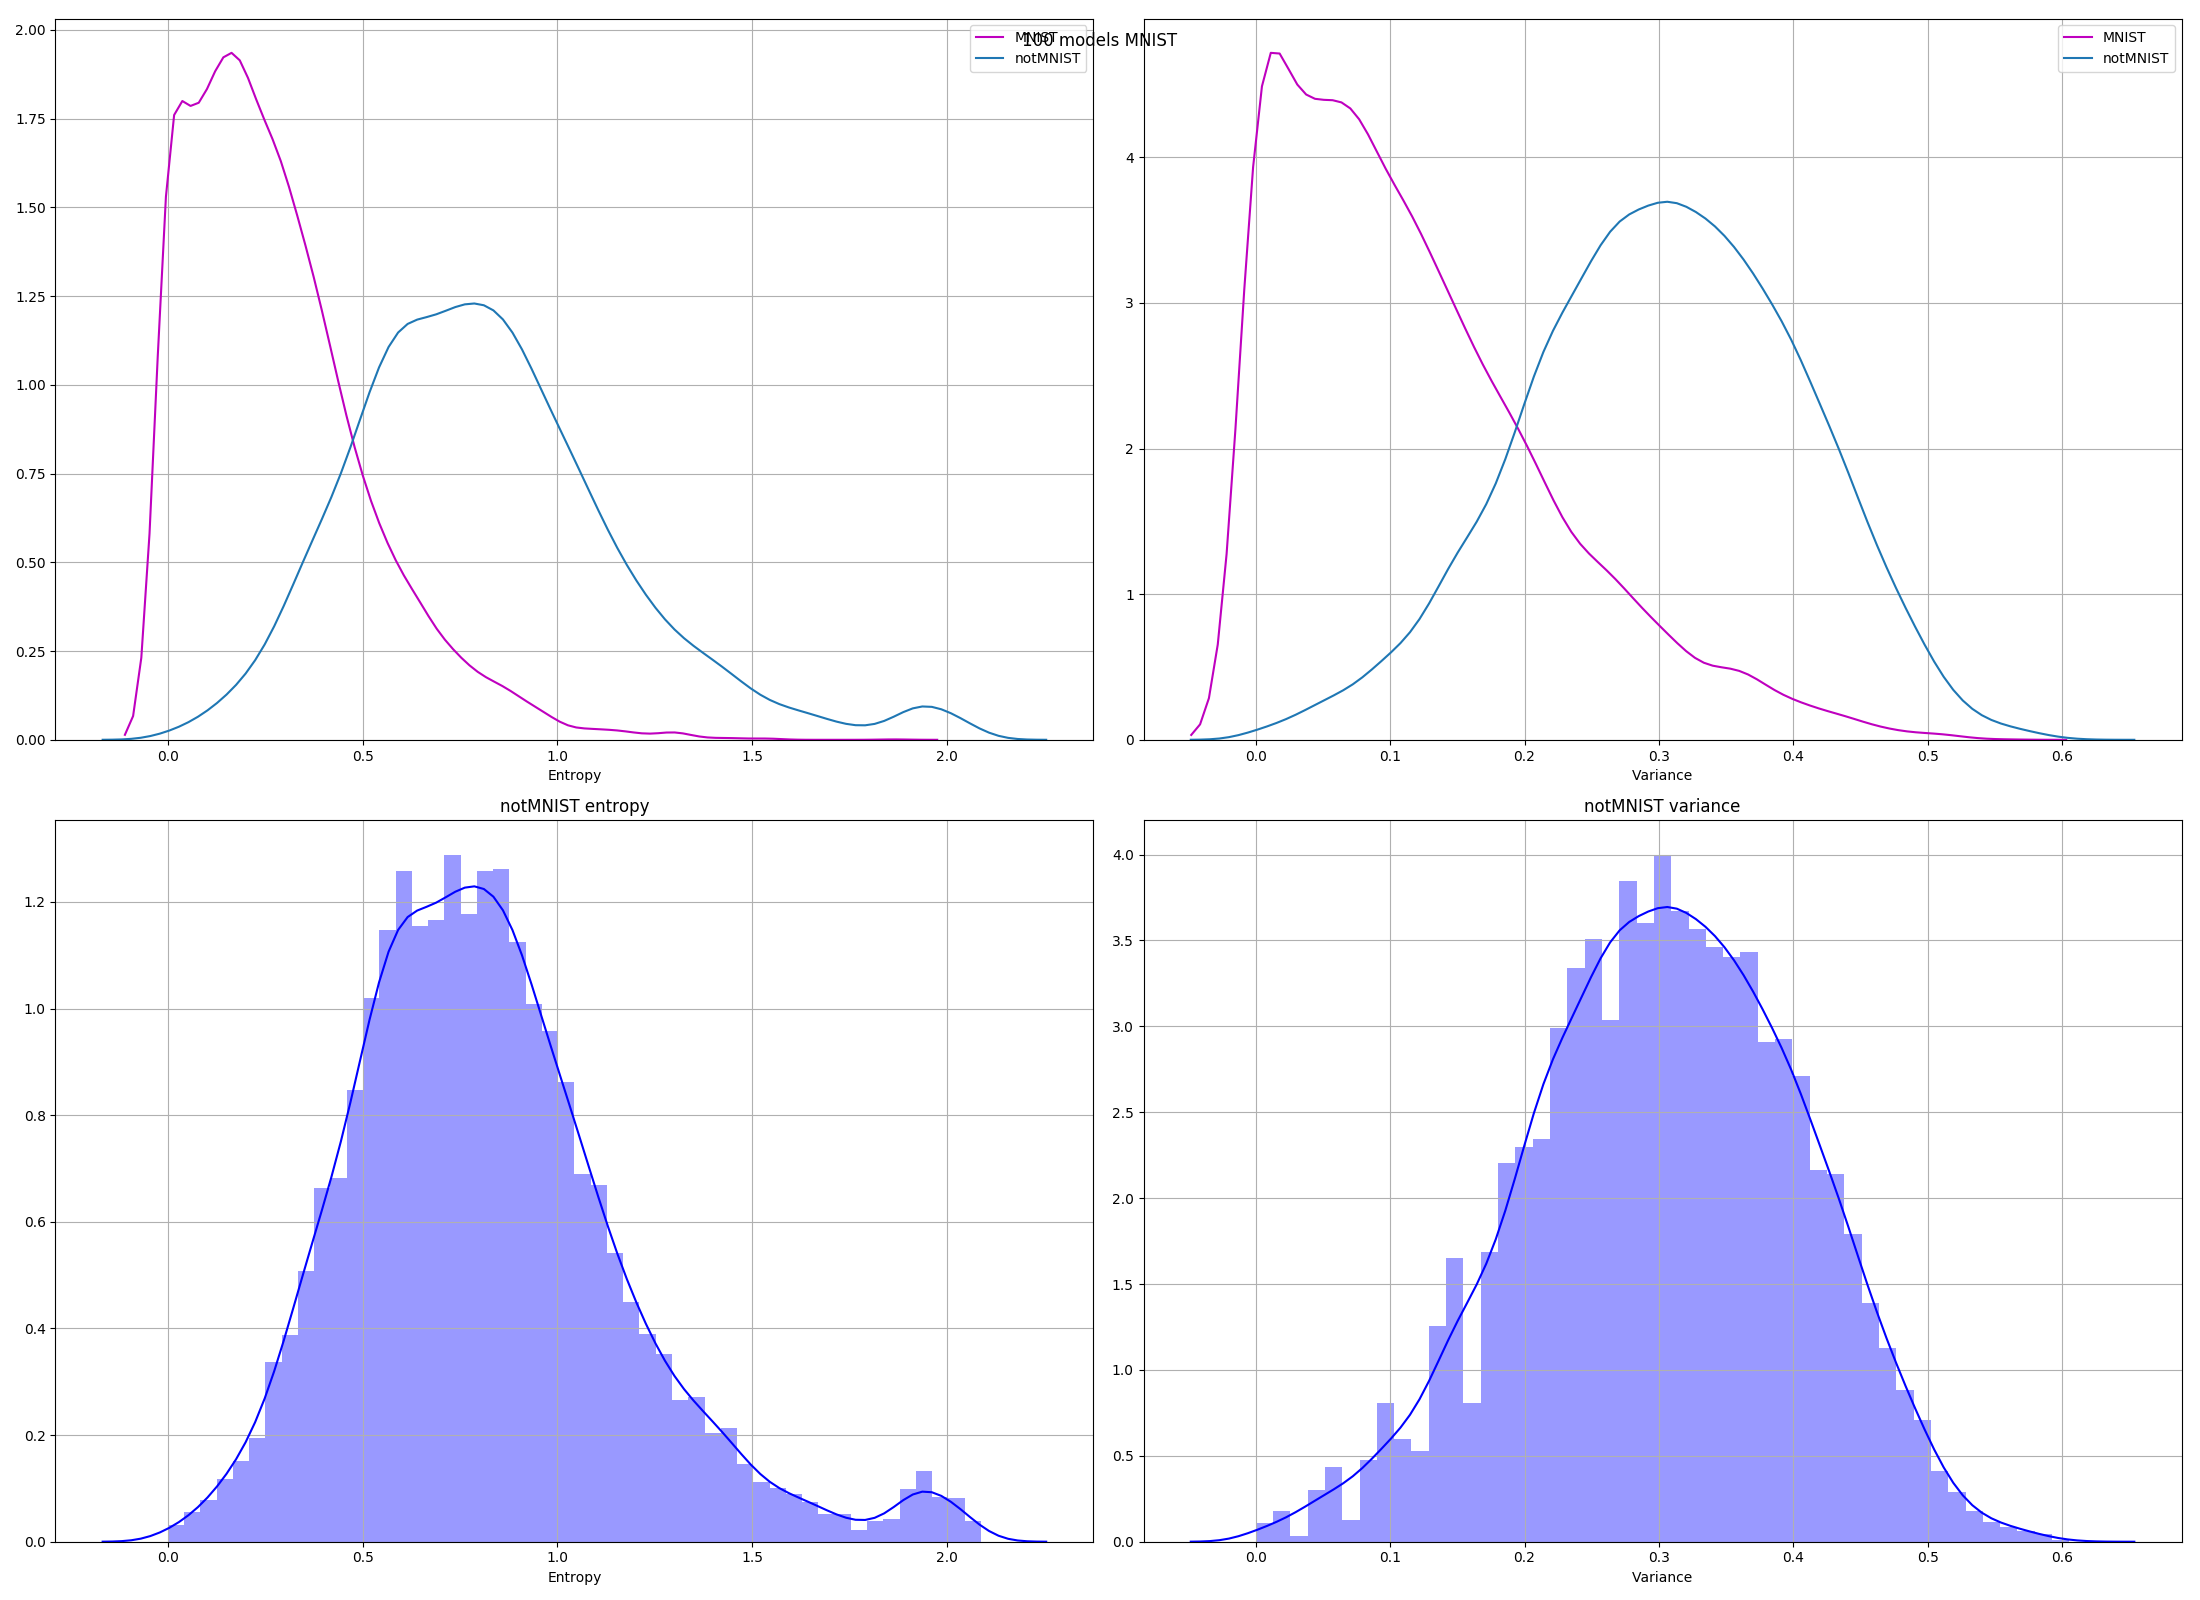 100 models MNIST
MNIST
notMNIST
2.00
1.75
1.50
1.25
1.00
0.75
0.50
0.25
0.00
0.0 0.5 1.0 1.5 2.0
Entropy
MNIST
notMNIST
4
3
2
1
0
0.0 0.1 0.2 0.3 0.4 0.5 0.6
Variance
notMNIST entropy
1.2
1.0
0.8
0.6
0.4
0.2
0.0
0.0 0.5 1.0 1.5 2.0
Entropy
notMNIST variance
4.0
3.5
3.0
2.5
2.0
1.5
1.0
0.5
0.0
0.0 0.1 0.2 0.3 0.4 0.5 0.6
Variance